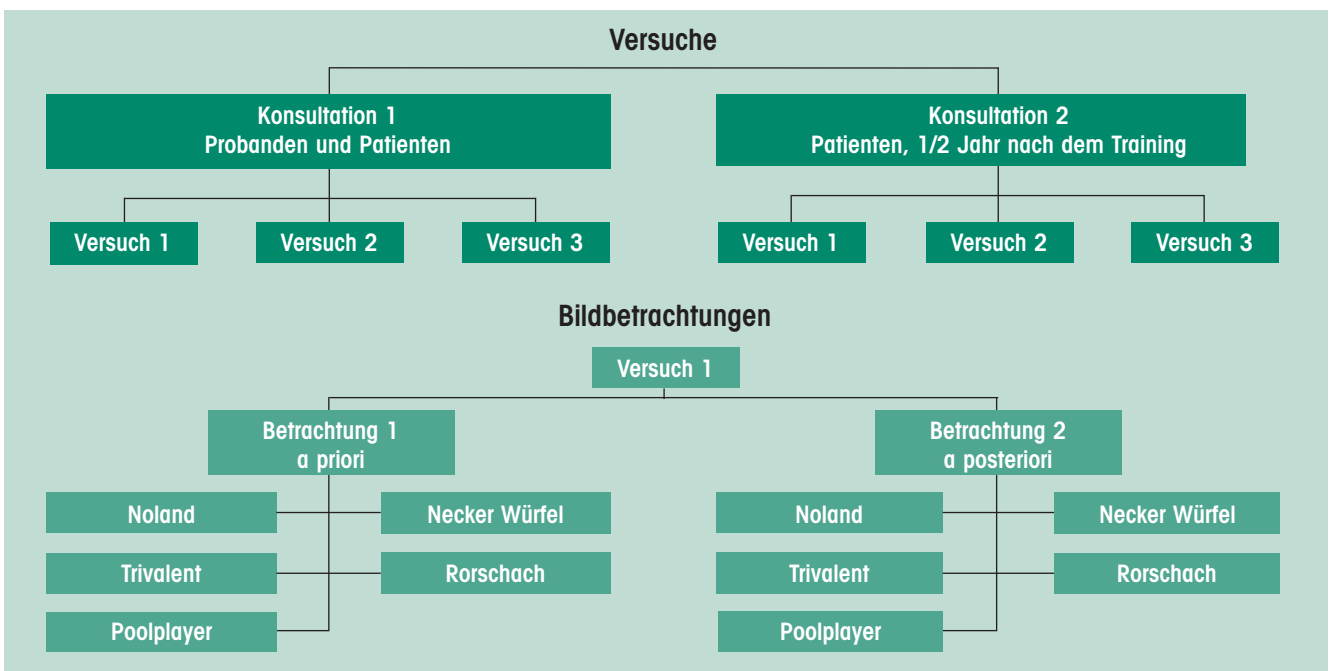 Versuche
Konsultation 1
Probanden und Patienten
Konsultation 2
Patienten, 1/2 Jahr nach dem Training
Versuch 1
Versuch 2
Versuch 3
Versuch 1
Versuch 2
Versuch 3
Bildbetrachtungen
Versuch 1
Betrachtung 1
a priori
Betrachtung 2
a posteriori
Noland
Necker Würfel
Trivalent
Rorschach
Poolplayer
Noland
Necker Würfel
Trivalent
Rorschach
Poolplayer